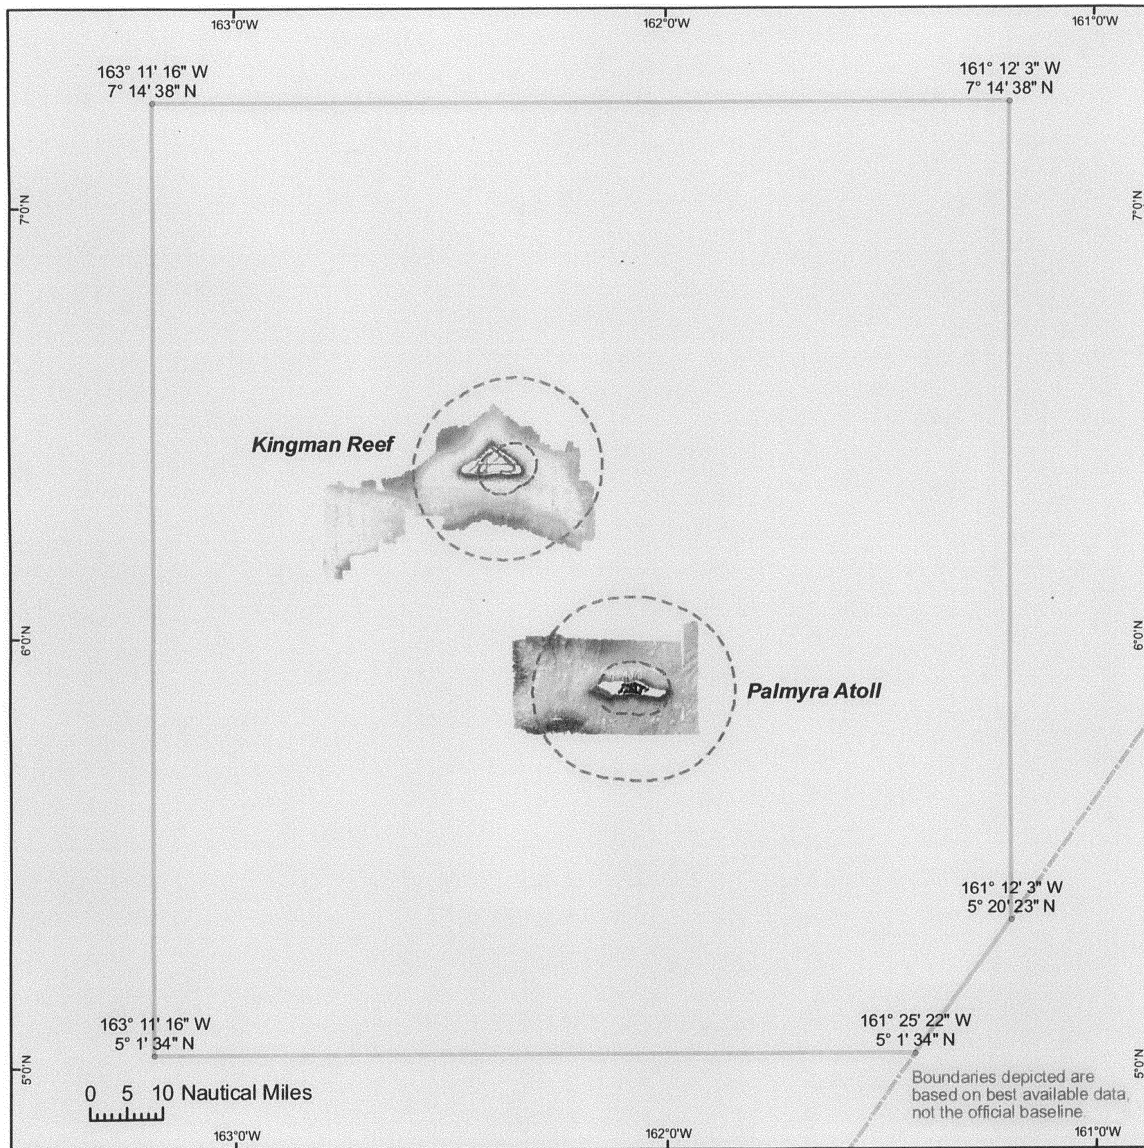 163°0'W
162°0'W
161°0'W
163° 11' 16" W
7° 14' 38" N
161° 12' 3" W
7° 14' 38" N
7°0'N
7°0'N
Kingman Reef
6°0'N
6°0'N
Palmyra Atoll
161° 12' 3" W
5° 20' 23" N
163° 11' 16" W
5° 1' 34" N
161° 25' 22" W
5° 1' 34" N
5°0'N
5°0'N
0 5 10 Nautical Miles
Boundaries depicted are
based on best available data,
not the official baseline.
163°0'W
162°0'W
161°0'W